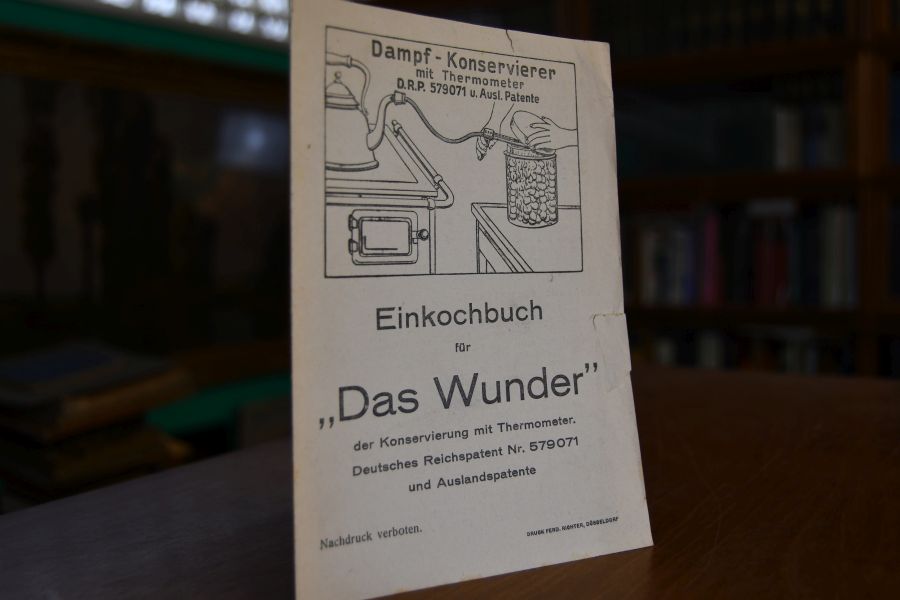 Dampf-Konservierer
mit Thermometer
D.R.P. 579071 u. Ausl. Patente
Einkochbuch
für
„Das Wunder”
der Konservierung mit Thermometer.
Deutsches Reichspatent Nr. 579071
und Auslandspatente
Nachdruck verboten.
DRUCK FERD. RICHTER, DÜSSELDORF